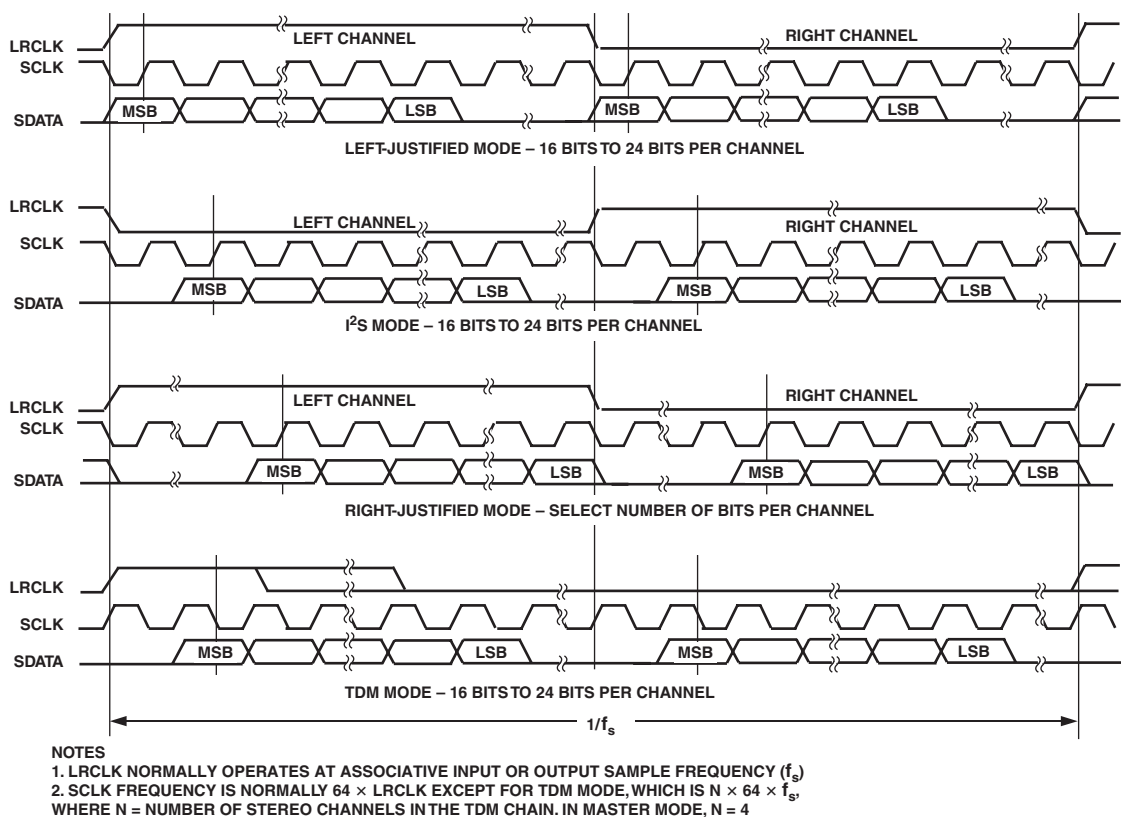 LEFT CHANNEL RIGHT CHANNEL
LRCLK
SCLK
SDATA MSB LSB MSB LSB
LEFT-JUSTIFIED MODE – 16 BITS TO 24 BITS PER CHANNEL
LRCLK LEFT CHANNEL RIGHT CHANNEL
SCLK
SDATA MSB LSB MSB LSB
I²S MODE – 16 BITS TO 24 BITS PER CHANNEL
LEFT CHANNEL RIGHT CHANNEL
LRCLK
SCLK
SDATA MSB LSB MSB LSB
RIGHT-JUSTIFIED MODE – SELECT NUMBER OF BITS PER CHANNEL
LRCLK
SCLK
SDATA MSB LSB MSB LSB
TDM MODE – 16 BITS TO 24 BITS PER CHANNEL
1/fs
NOTES
1. LRCLK NORMALLY OPERATES AT ASSOCIATIVE INPUT OR OUTPUT SAMPLE FREQUENCY (fs)
2. SCLK FREQUENCY IS NORMALLY 64 × LRCLK EXCEPT FOR TDM MODE, WHICH IS N × 64 × fs,
WHERE N = NUMBER OF STEREO CHANNELS IN THE TDM CHAIN. IN MASTER MODE, N = 4